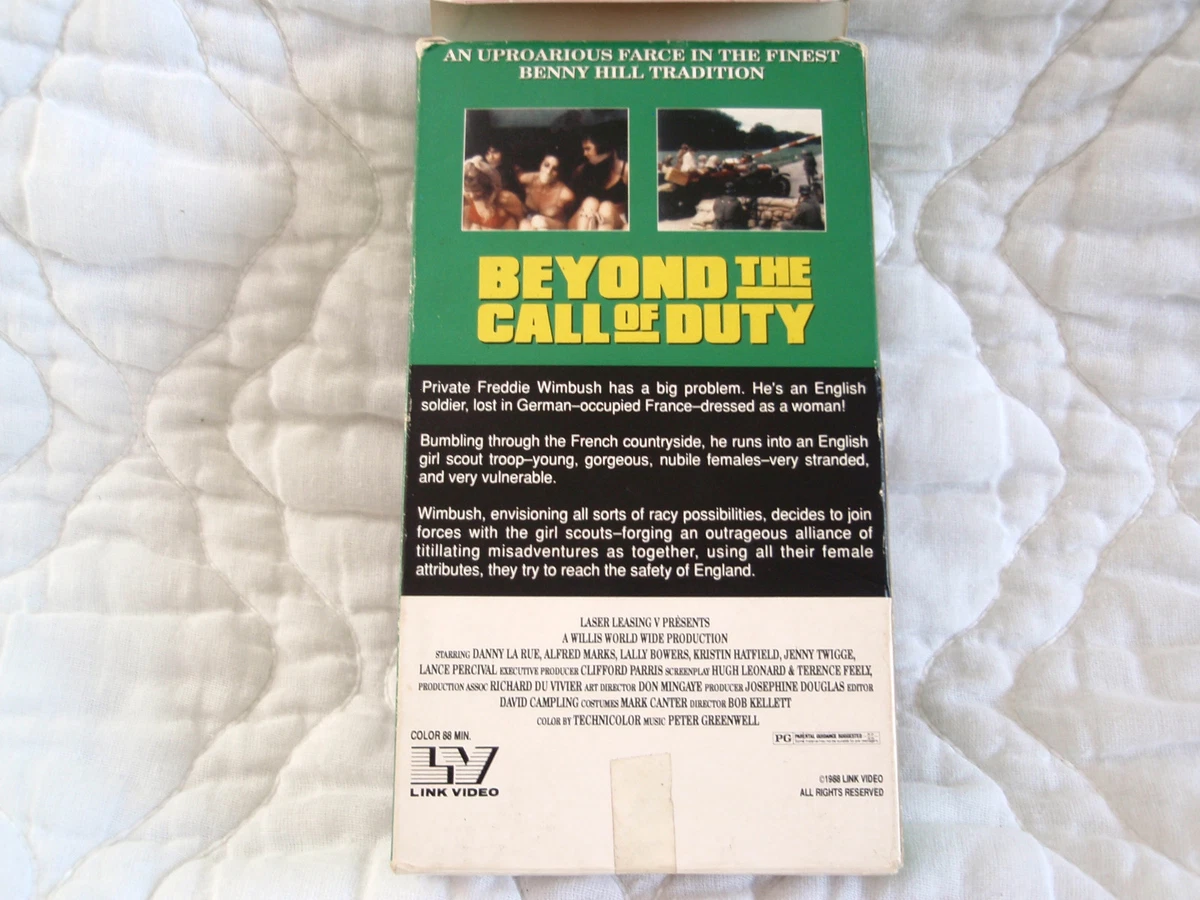 AN UPROARIOUS FARCE IN THE FINEST
BENNY HILL TRADITION
BEYOND THE
CALL OF DUTY
Private Freddie Wimbush has a big problem. He's an English
soldier, lost in German–occupied France–dressed as a woman!
Bumbling through the French countryside, he runs into an English
girl scout troop–young, gorgeous, nubile females–very stranded,
and very vulnerable.
Wimbush, envisioning all sorts of racy possibilities, decides to join
forces with the girl scouts–forging an outrageous alliance of
titillating misadventures as together, using all their female
attributes, they try to reach the safety of England.
LASER LEASING V PRESENTS
A WILLIS WORLD WIDE PRODUCTION
STARRING DANNY LA RUE, ALFRED MARKS, LALLY BOWERS, KRISTIN HATFIELD, JENNY TWIGGE,
LANCE PERCIVAL EXECUTIVE PRODUCER CLIFFORD PARRIS SCREENPLAY HUGH LEONARD & TERENCE FEELY,
PRODUCTION ASSOC RICHARD DU VIVIER ART DIRECTOR DON MINGAYE PRODUCER JOSEPHINE DOUGLAS EDITOR
DAVID CAMPLING COSTUMES MARK CANTER DIRECTOR BOB KELLETT
COLOR BY TECHNICOLOR MUSIC PETER GREENWELL
COLOR 88 MIN.
PG PARENTAL GUIDANCE SUGGESTED
LV
LINK VIDEO
©1988 LINK VIDEO
ALL RIGHTS RESERVED